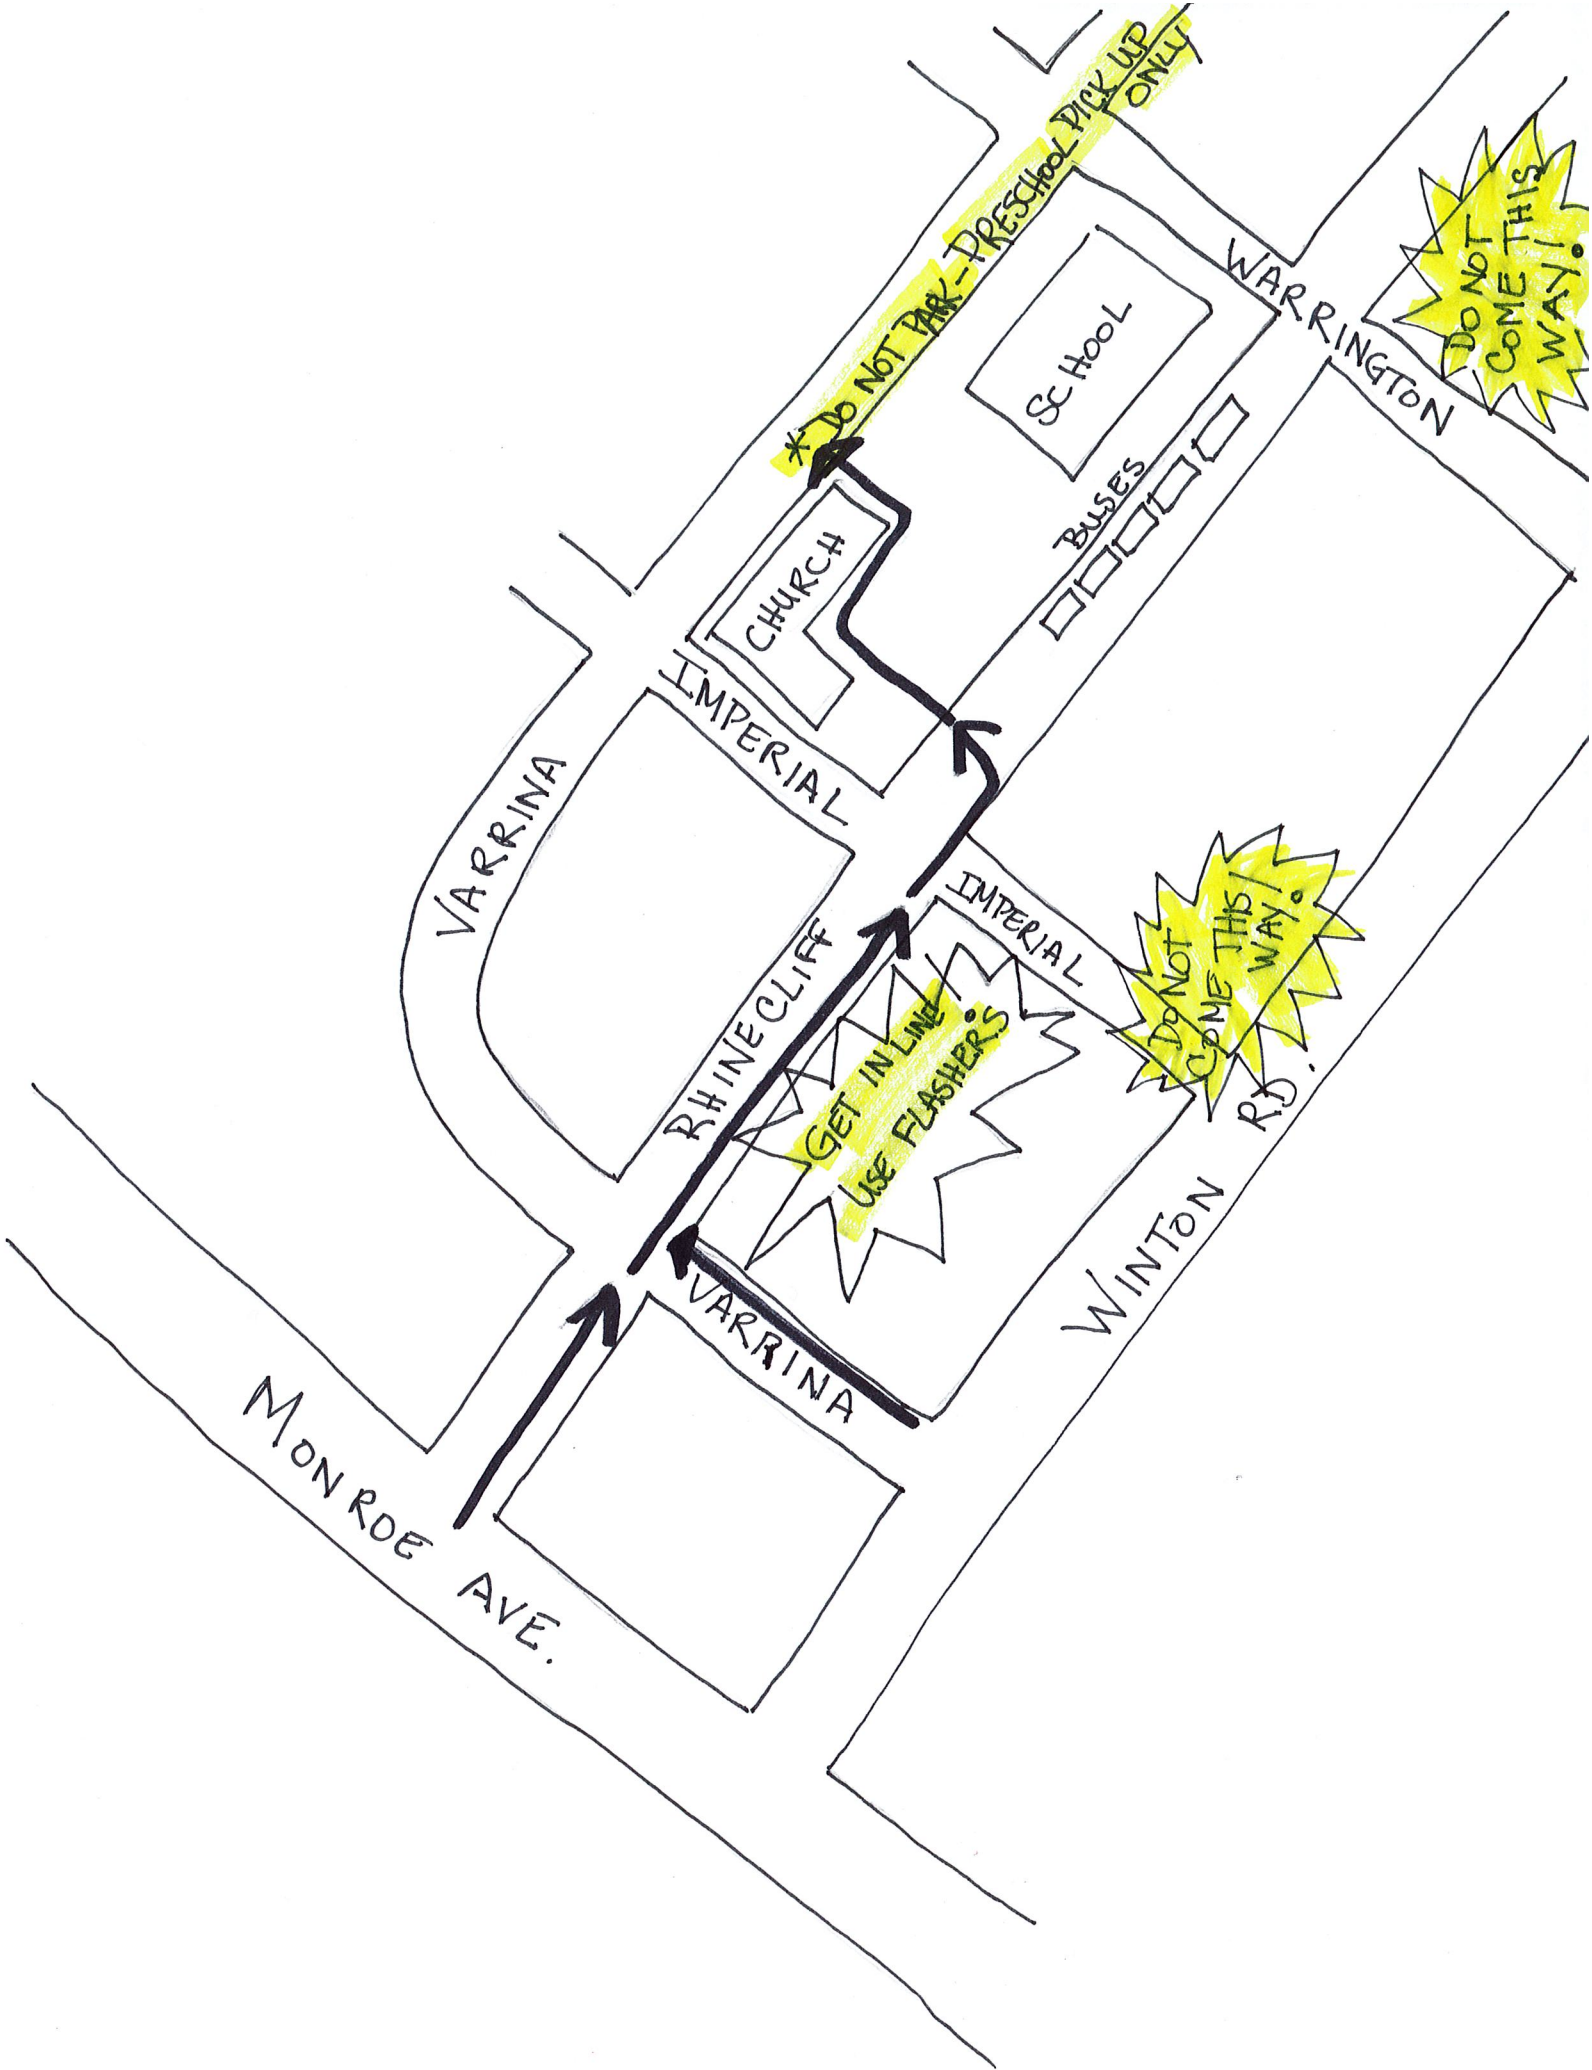 * DO NOT PARK - PRESCHOOL PICK UP
ONLY
DO NOT
COME THIS
WAY!
WARRINGTON
SCHOOL
BUSES
CHURCH
IMPERIAL
VARRINA
IMPERIAL
DO NOT
COME THIS
WAY!
RHINECLIFF
GET IN LINE
USE FLASHERS
WINTON RD.
VARRINA
MONROE AVE.